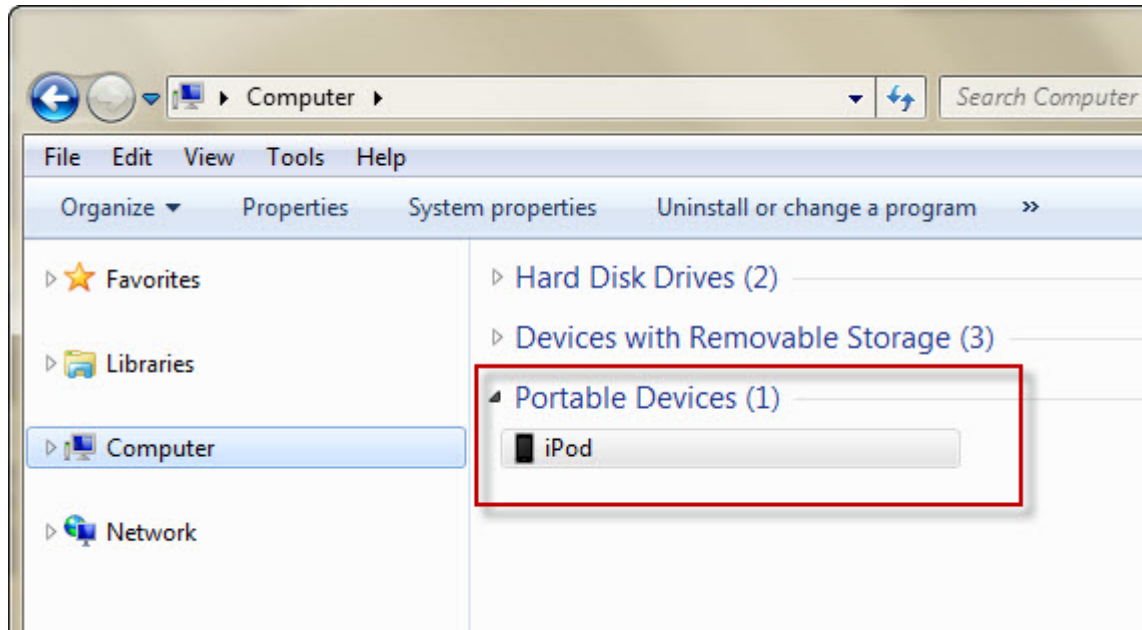 Computer
Search Computer
File Edit View Tools Help
Organize Properties System properties Uninstall or change a program »
Favorites
Libraries
Computer
Network
Hard Disk Drives (2)
Devices with Removable Storage (3)
Portable Devices (1)
iPod